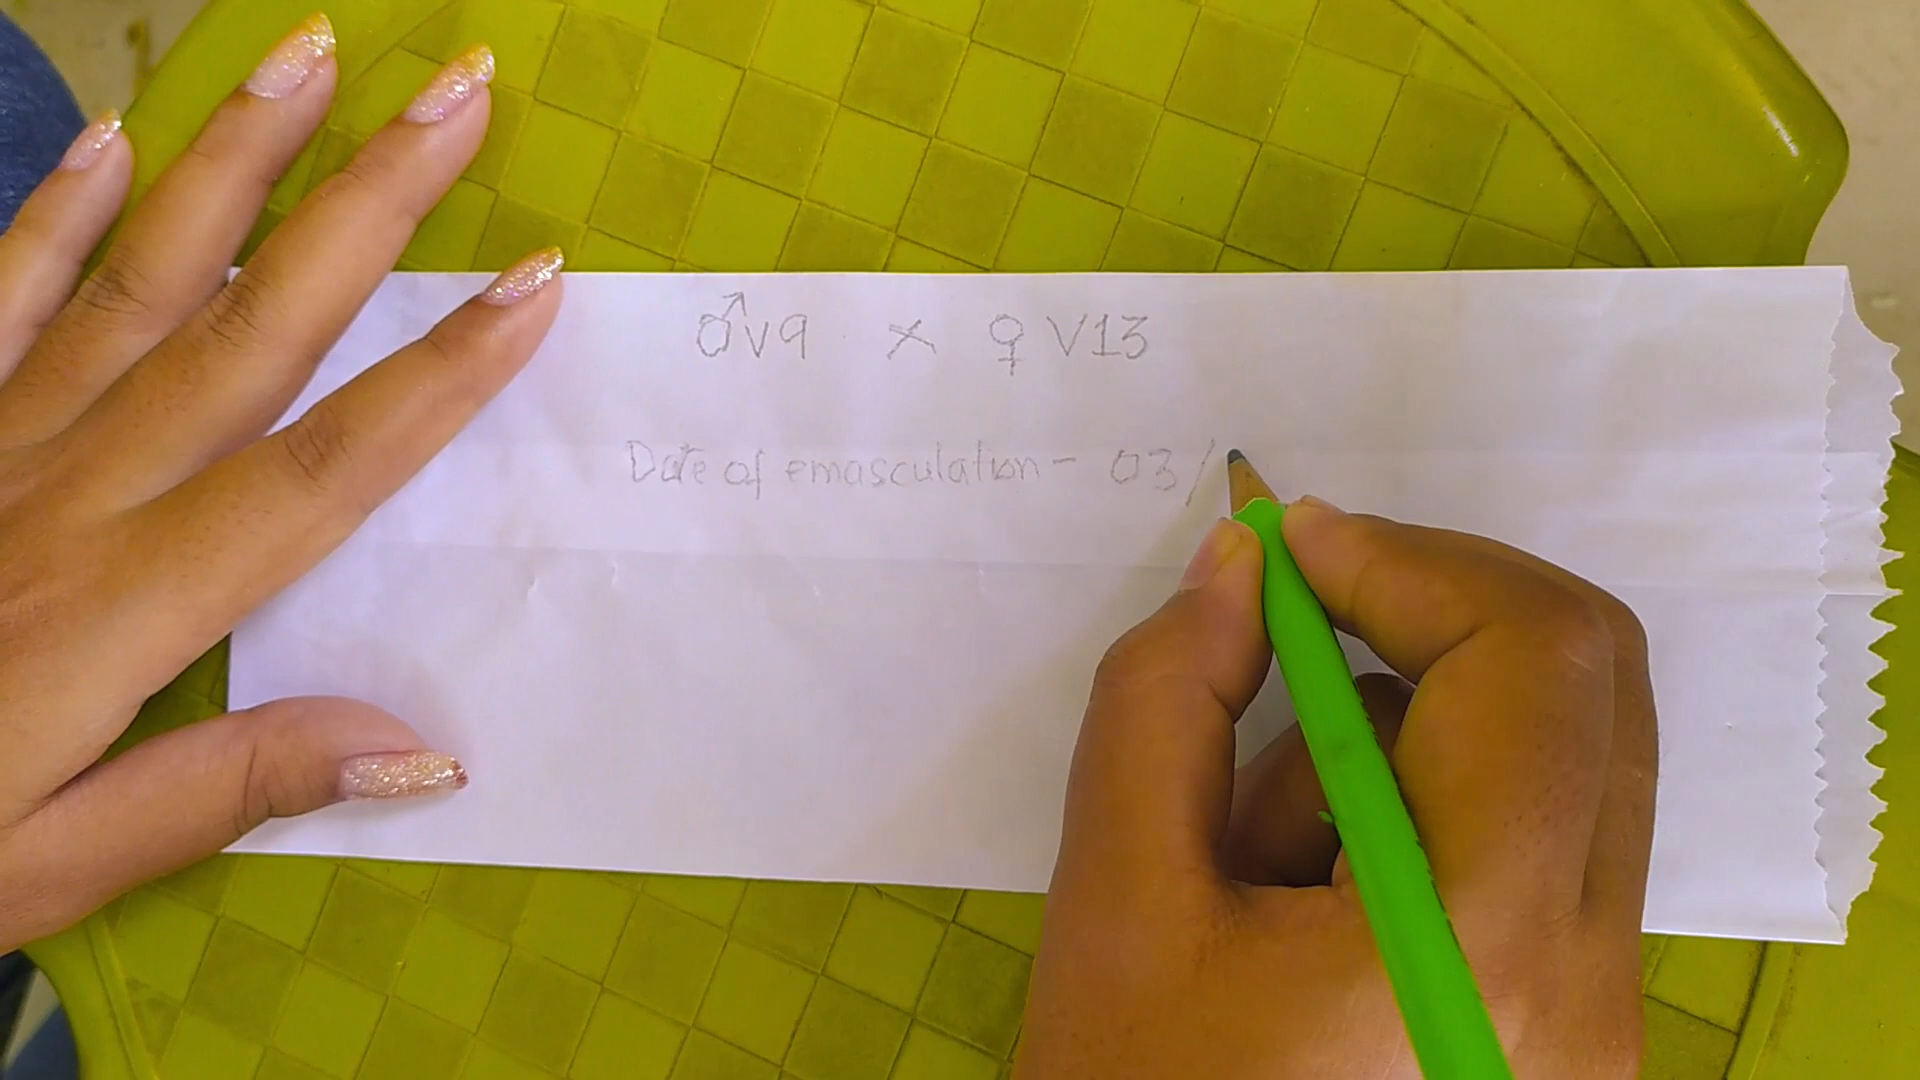 ♂V9 × ♀ V13
Date of emasculation - 03/